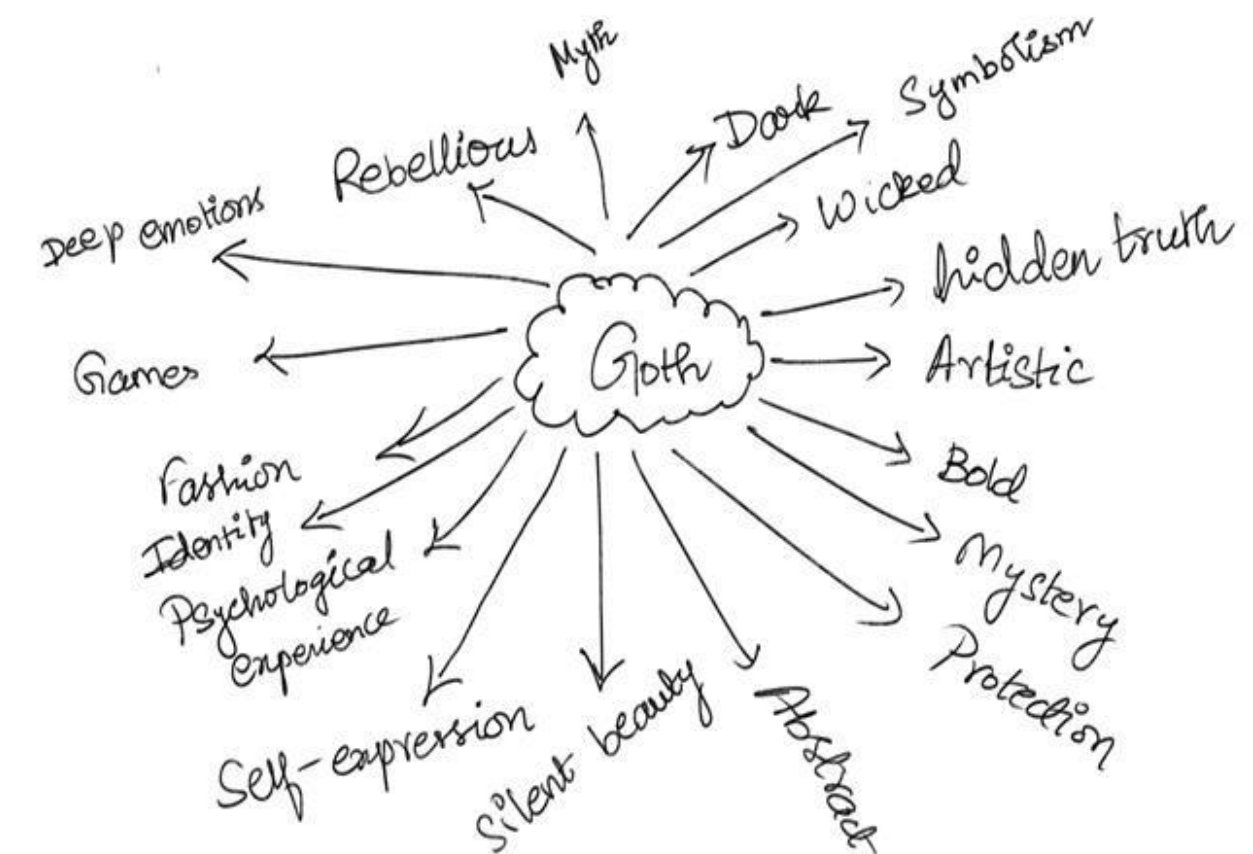 Myth
Dark
Symbolism
Rebellious
Wicked
Deep emotions
hidden truth
Goth
Games
Artistic
Fashion
Bold
Identity
Mystery
Psychological
experience
Protection
Self-expression
Silent beauty
Abstract